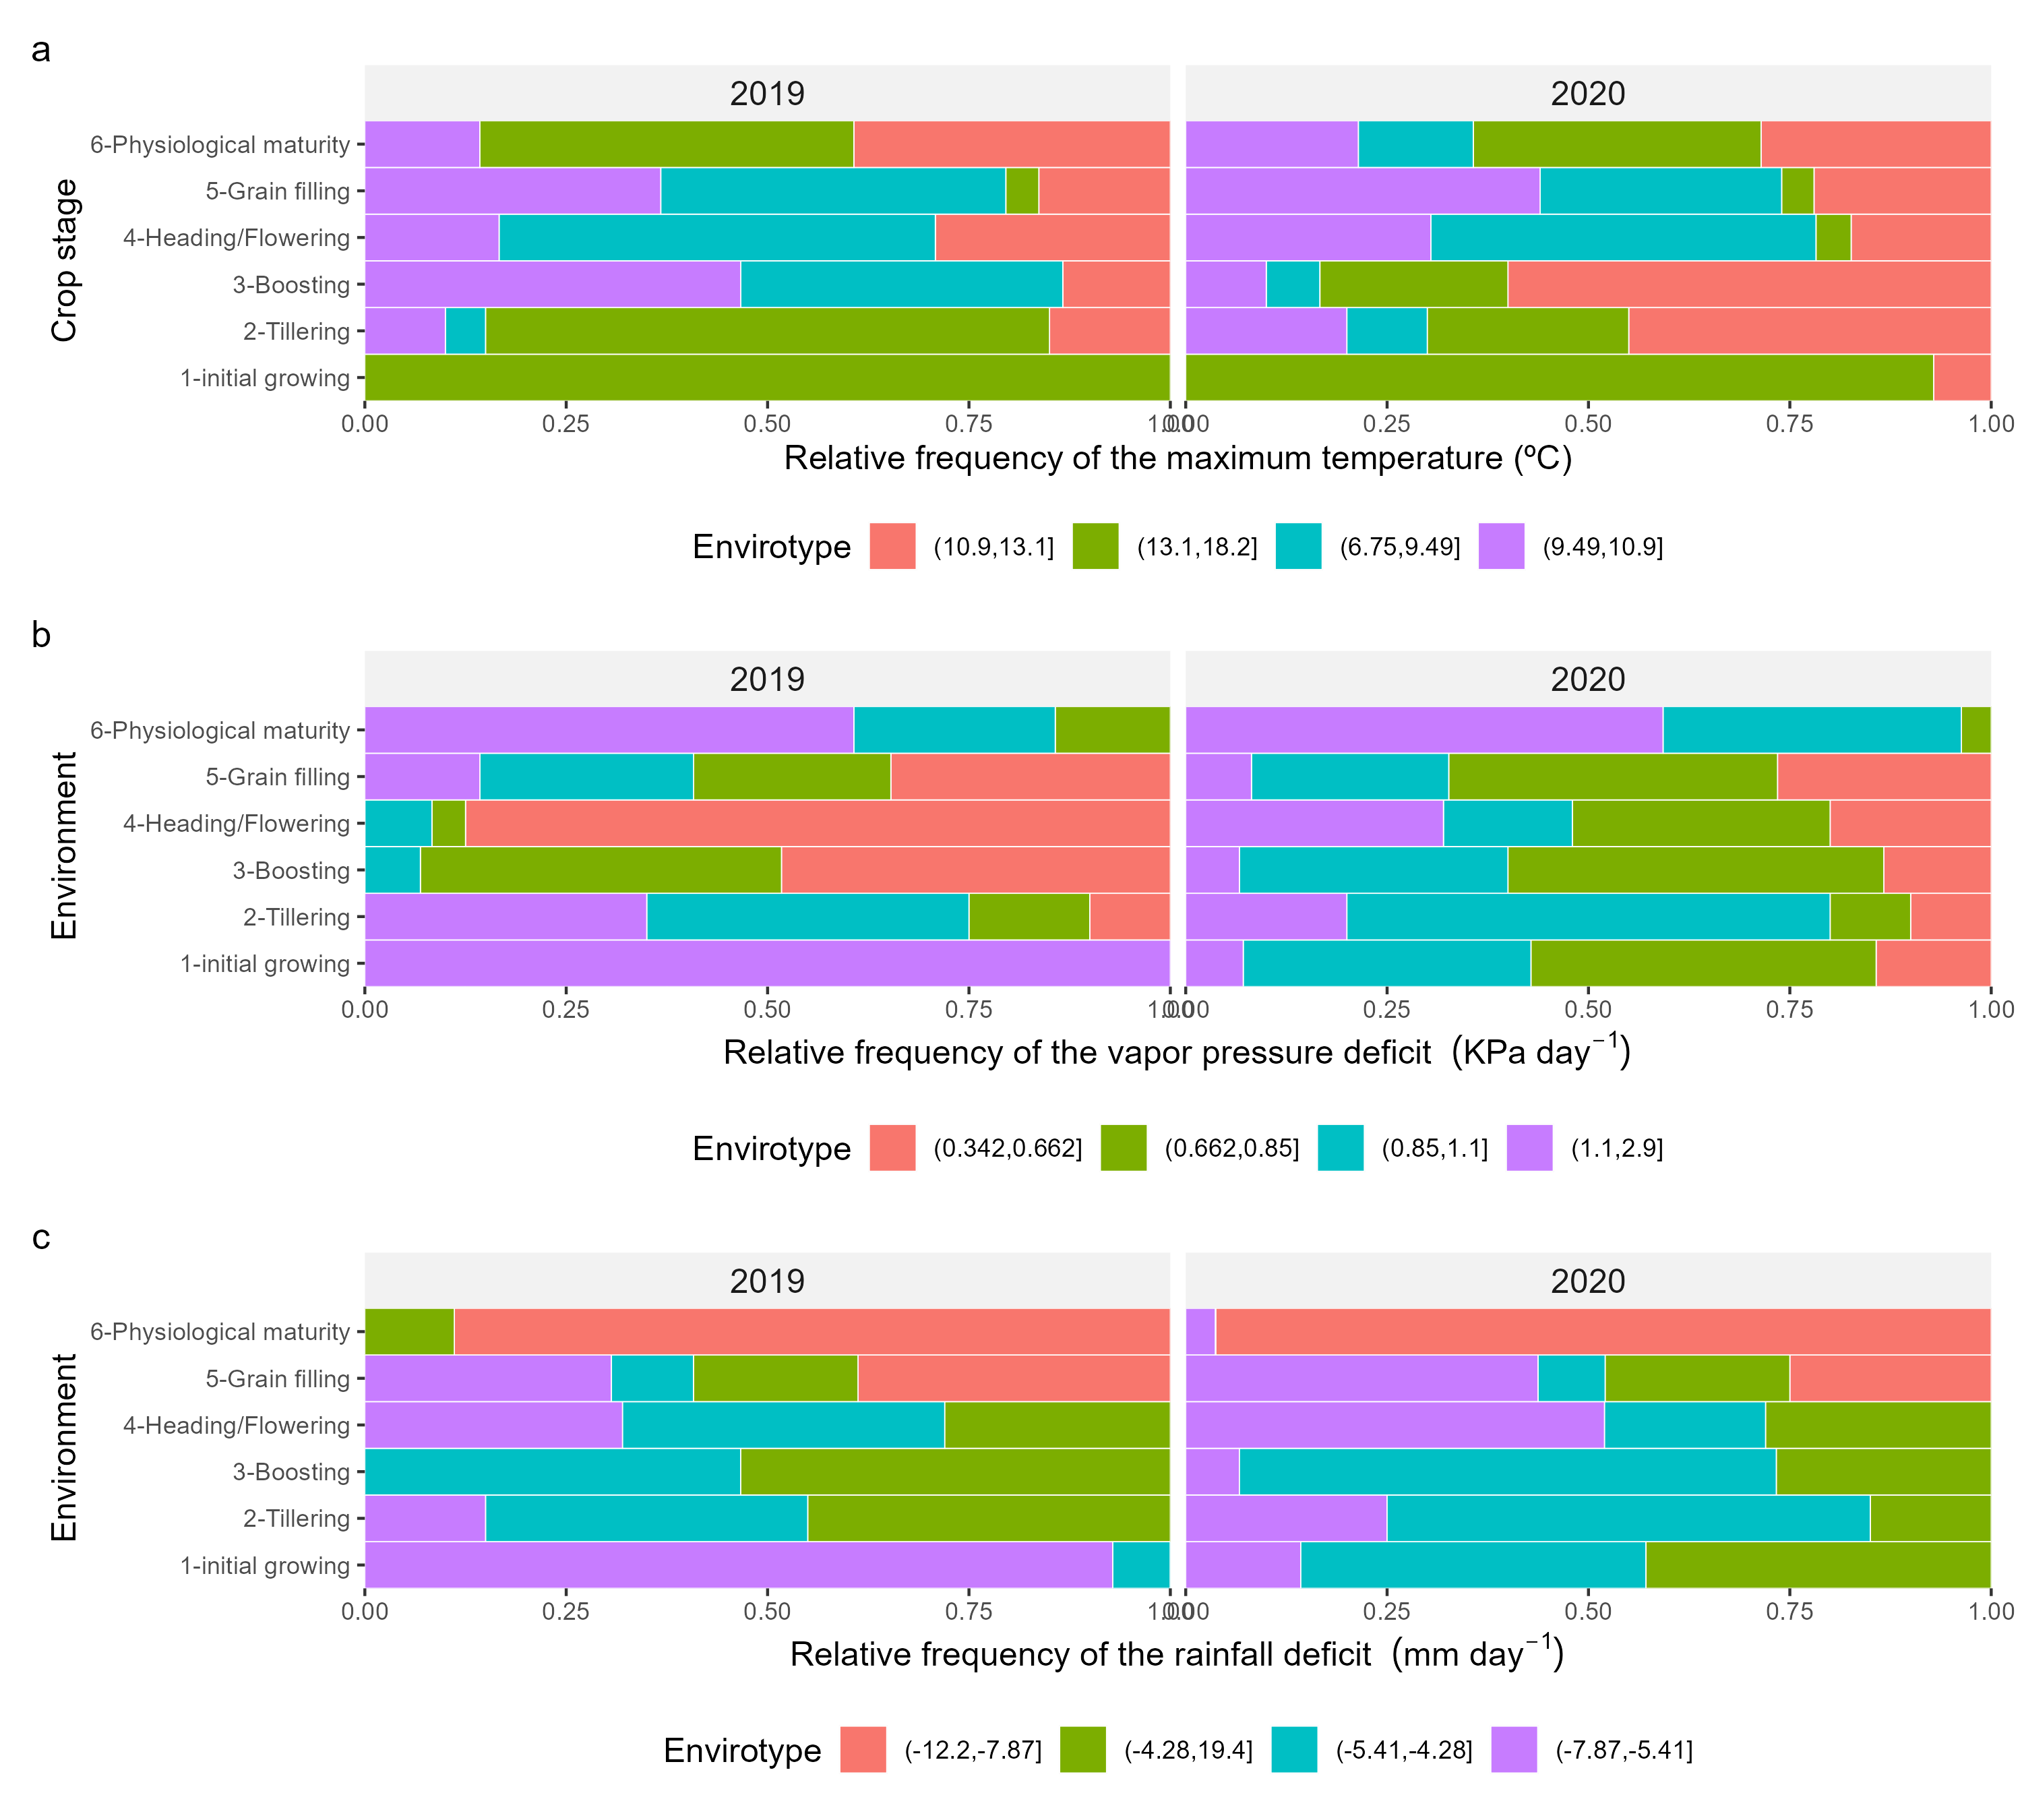 a
2019 2020
Crop stage
6-Physiological maturity
5-Grain filling
4-Heading/Flowering
3-Boosting
2-Tillering
1-initial growing
0.00 0.25 0.50 0.75 1.00 0.00 0.25 0.50 0.75 1.00
Relative frequency of the maximum temperature (ºC)
Envirotype (10.9,13.1] (13.1,18.2] (6.75,9.49] (9.49,10.9]
b
2019 2020
Environment
6-Physiological maturity
5-Grain filling
4-Heading/Flowering
3-Boosting
2-Tillering
1-initial growing
0.00 0.25 0.50 0.75 1.00 0.00 0.25 0.50 0.75 1.00
Relative frequency of the vapor pressure deficit (KPa day⁻¹)
Envirotype (0.342,0.662] (0.662,0.85] (0.85,1.1] (1.1,2.9]
c
2019 2020
Environment
6-Physiological maturity
5-Grain filling
4-Heading/Flowering
3-Boosting
2-Tillering
1-initial growing
0.00 0.25 0.50 0.75 1.00 0.00 0.25 0.50 0.75 1.00
Relative frequency of the rainfall deficit (mm day⁻¹)
Envirotype (-12.2,-7.87] (-4.28,19.4] (-5.41,-4.28] (-7.87,-5.41]